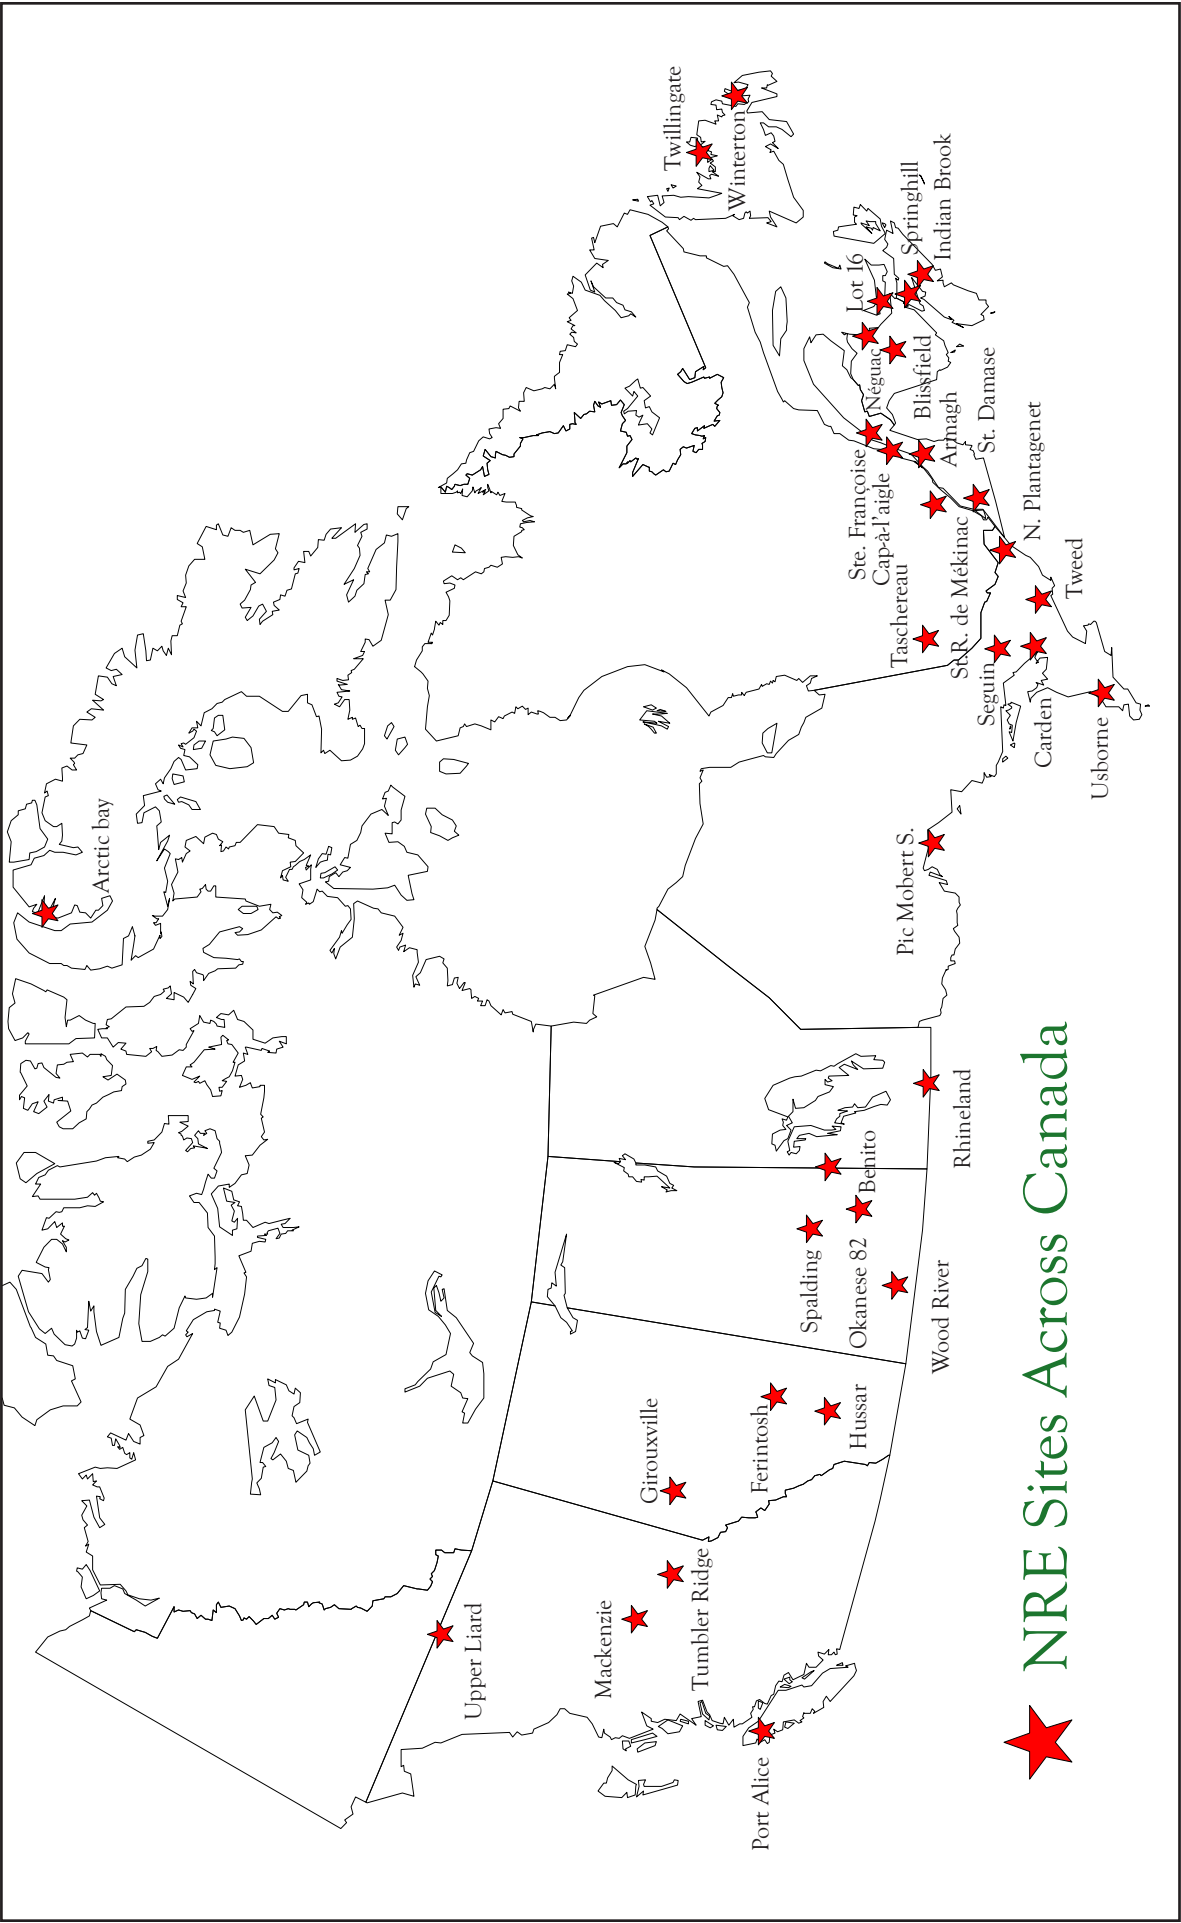 Arctic bay
Twillingate
Winterton
Upper Liard
Mackenzie
Tumbler Ridge
Port Alice
Girouxville
Ferintosh
Hussar
Spalding
Okanese 82
Benito
Wood River
Rhineland
Pic Mobert S.
Taschereau
Ste. Françoise
Cap-à-l'aigle
St.R. de Mékinac
Seguin
Carden
Usborne
Tweed
N. Plantagenet
St. Damase
Armagh
Blissfield
Néguac
Lot 16
Springhill
Indian Brook
NRE Sites Across Canada